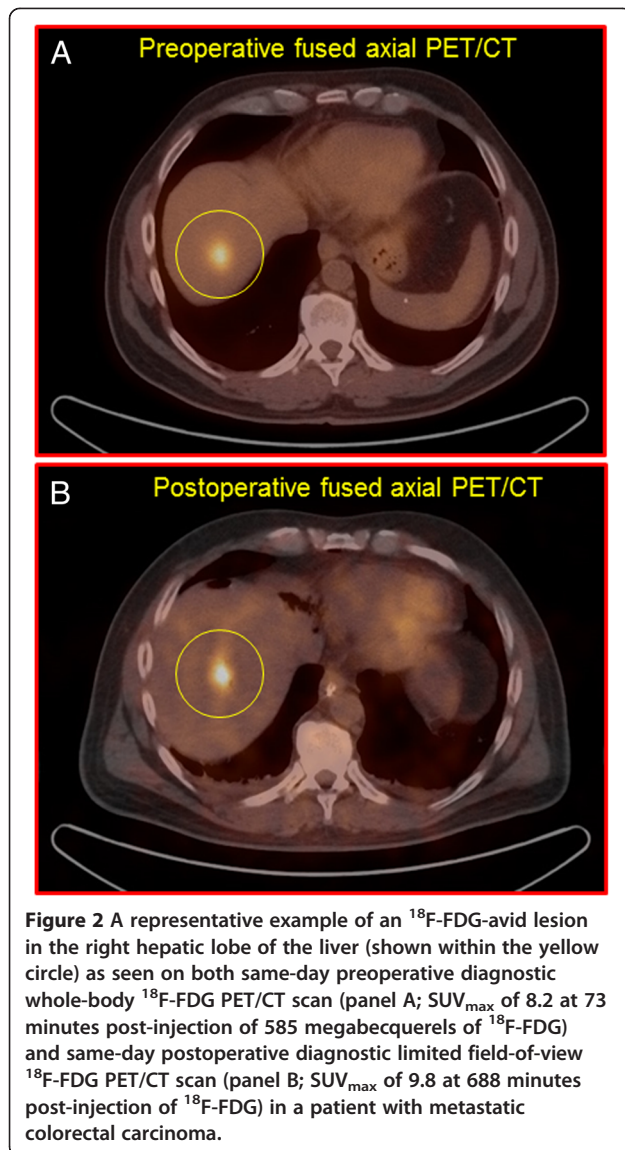 A
Preoperative fused axial PET/CT
B
Postoperative fused axial PET/CT
Figure 2 A representative example of an ¹⁸F-FDG-avid lesion
in the right hepatic lobe of the liver (shown within the yellow
circle) as seen on both same-day preoperative diagnostic
whole-body ¹⁸F-FDG PET/CT scan (panel A; SUVmax of 8.2 at 73
minutes post-injection of 585 megabecquerels of ¹⁸F-FDG)
and same-day postoperative diagnostic limited field-of-view
¹⁸F-FDG PET/CT scan (panel B; SUVmax of 9.8 at 688 minutes
post-injection of ¹⁸F-FDG) in a patient with metastatic
colorectal carcinoma.